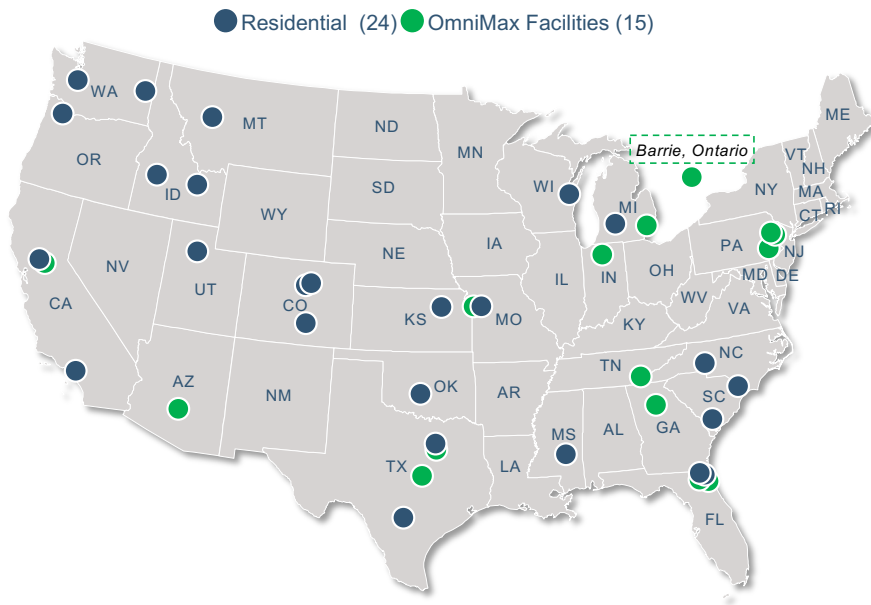 Residential (24) OmniMax Facilities (15)
WA
MT
ND
MN
ME
Barrie, Ontario
OR
ID
SD
WI
MI
VT
NH
NY
MA
CT
RI
WY
IA
NE
PA
NJ
NV
UT
CO
IL
IN
OH
MD
DE
CA
KS
MO
WV
VA
KY
AZ
NM
OK
AR
TN
NC
SC
MS
AL
GA
TX
LA
FL